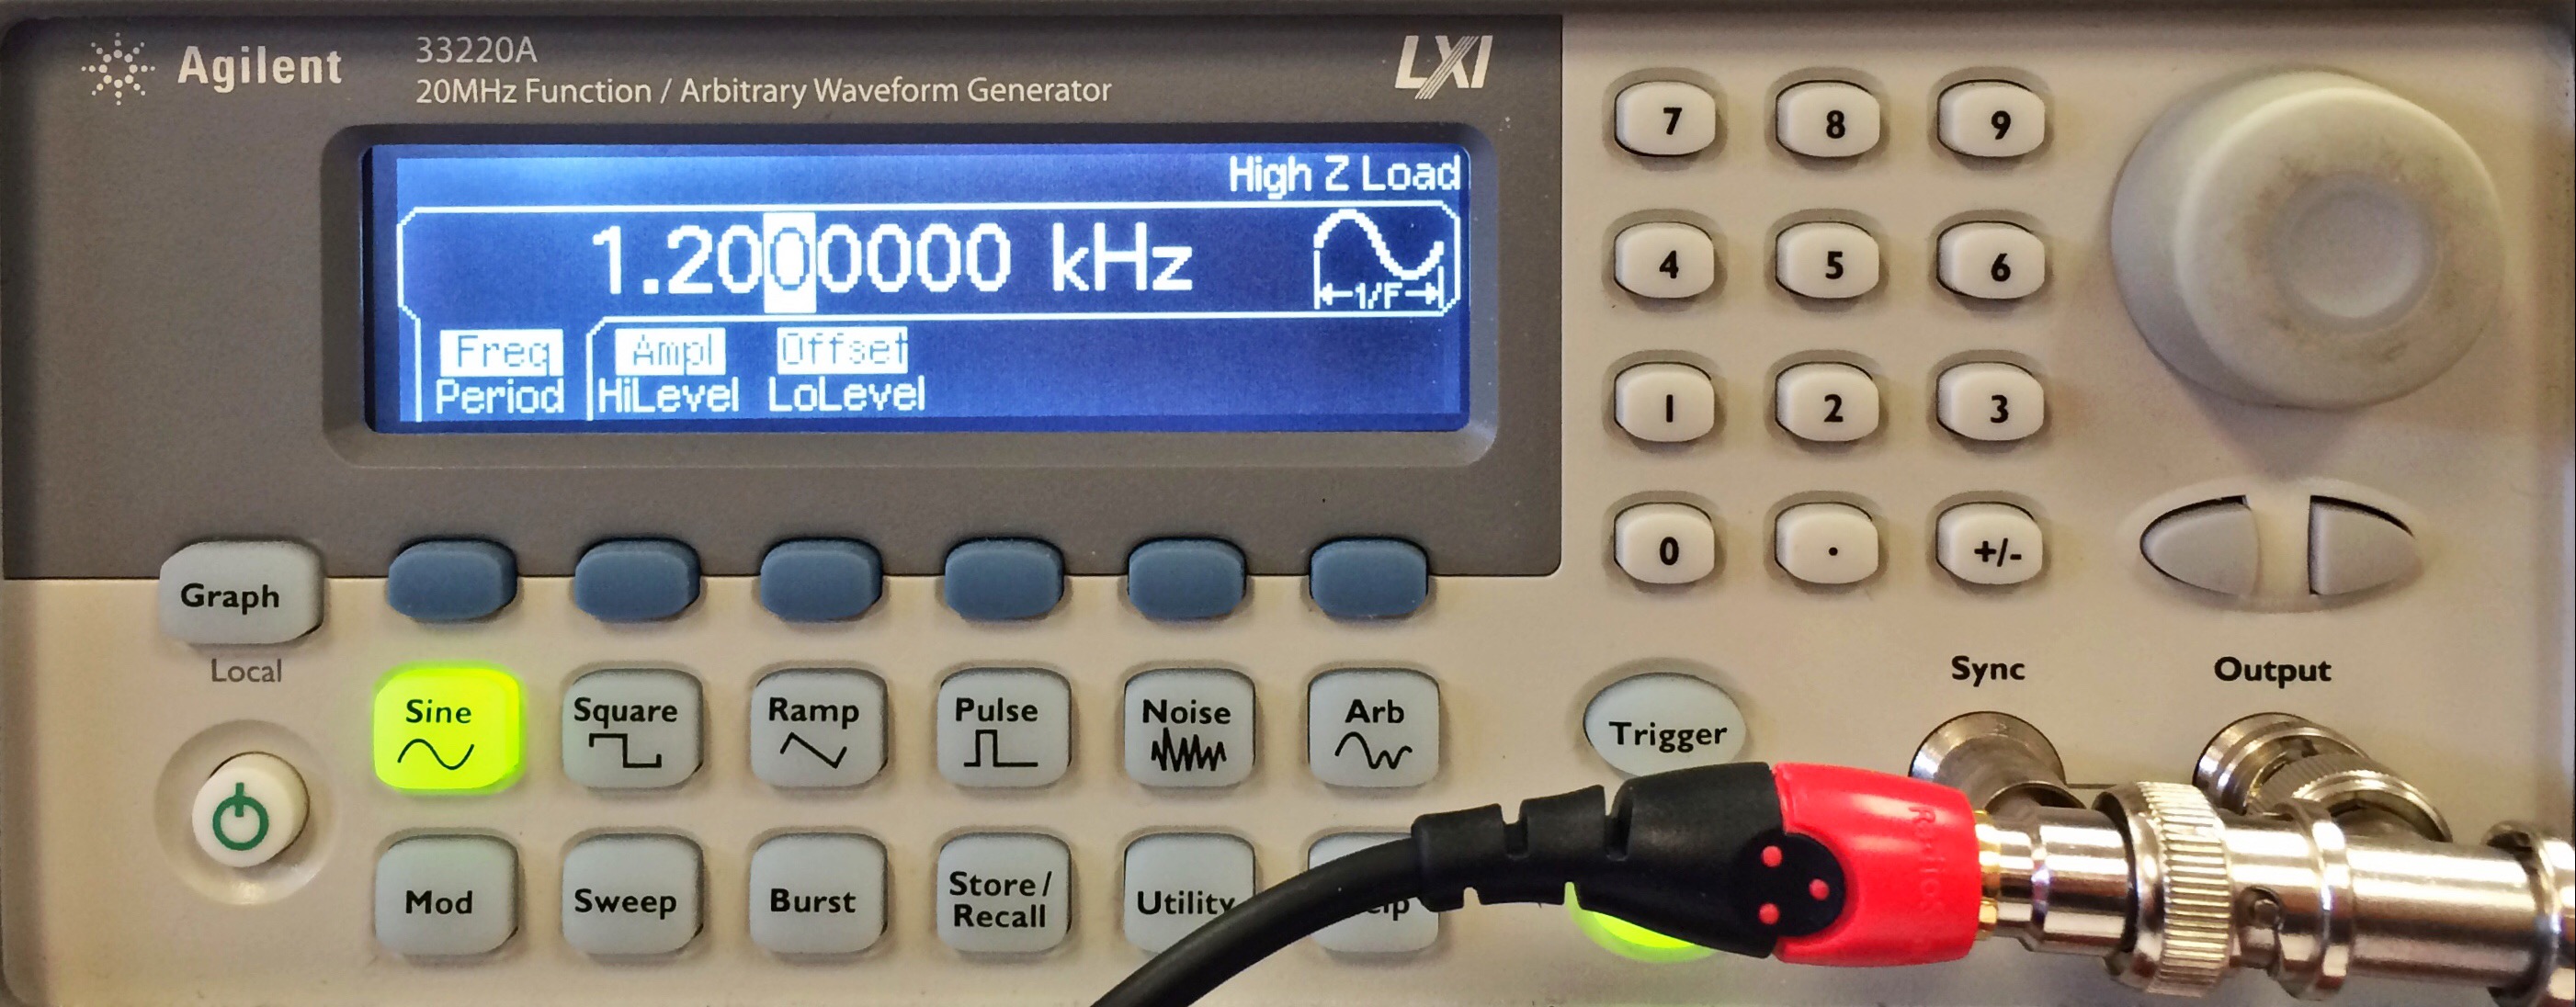 Agilent
33220A
20MHz Function / Arbitrary Waveform Generator
LXI
High Z Load
1.2000000 kHz
1/F
Freq Ampl Offset
Period HiLevel LoLevel
7 8 9
4 5 6
1 2 3
0 . +/-
Graph
Local
Sine Square Ramp Pulse Noise Arb
Trigger
Sync
Output
Mod Sweep Burst Store/ Recall Utility